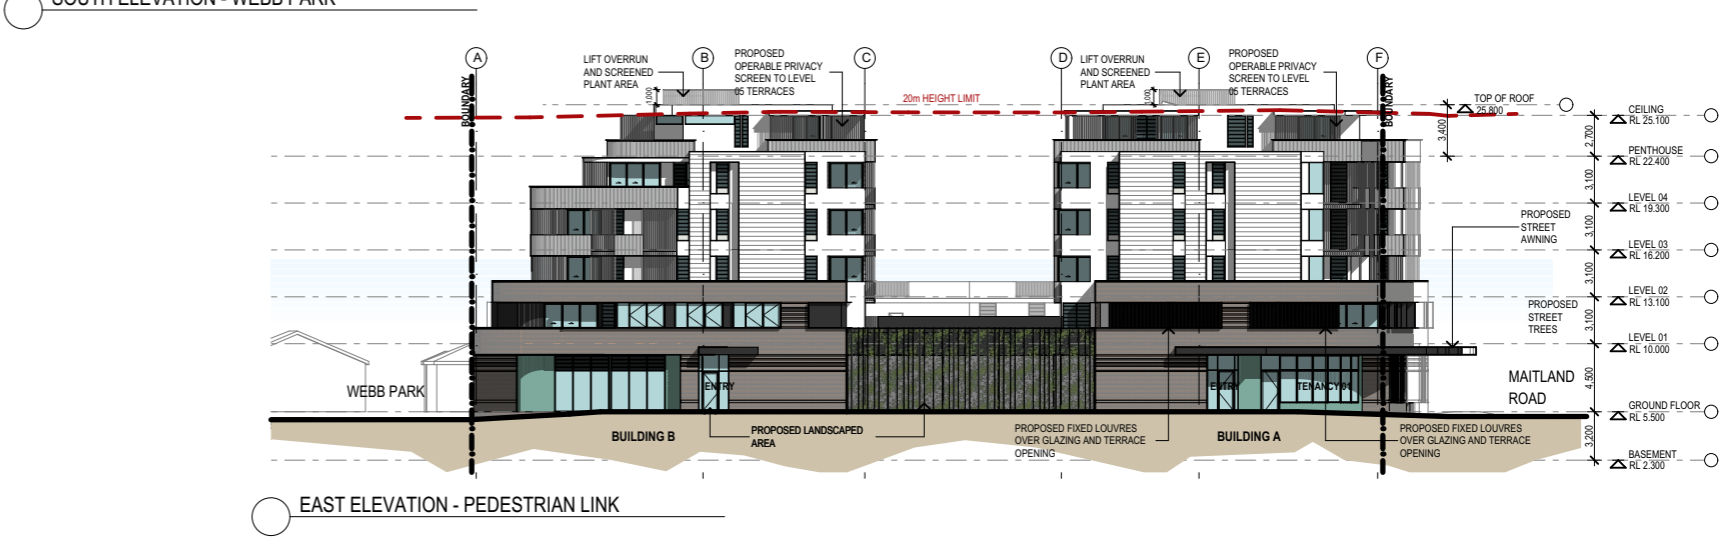 SOUTH ELEVATION - WEBB PARK
A
B
C
D
E
F
BOUNDARY
LIFT OVERRUN
AND SCREENED
PLANT AREA
1,000
PROPOSED
OPERABLE PRIVACY
SCREEN TO LEVEL
05 TERRACES
20m HEIGHT LIMIT
LIFT OVERRUN
AND SCREENED
PLANT AREA
1,000
PROPOSED
OPERABLE PRIVACY
SCREEN TO LEVEL
05 TERRACES
BOUNDARY
TOP OF ROOF
25.800
3,400
CEILING
RL 25.100
2,700
PENTHOUSE
RL 22.400
3,100
LEVEL 04
RL 19.300
3,100
LEVEL 03
RL 16.200
3,100
LEVEL 02
RL 13.100
3,100
LEVEL 01
RL 10.000
4,500
GROUND FLOOR
RL 5.500
3,200
BASEMENT
RL 2.300
PROPOSED
STREET
AWNING
PROPOSED
STREET
TREES
WEBB PARK
ENTRY
ENTRY
TENANCY 01
MAITLAND
ROAD
BUILDING B
PROPOSED LANDSCAPED
AREA
PROPOSED FIXED LOUVRES
OVER GLAZING AND TERRACE
OPENING
BUILDING A
PROPOSED FIXED LOUVRES
OVER GLAZING AND TERRACE
OPENING
EAST ELEVATION - PEDESTRIAN LINK